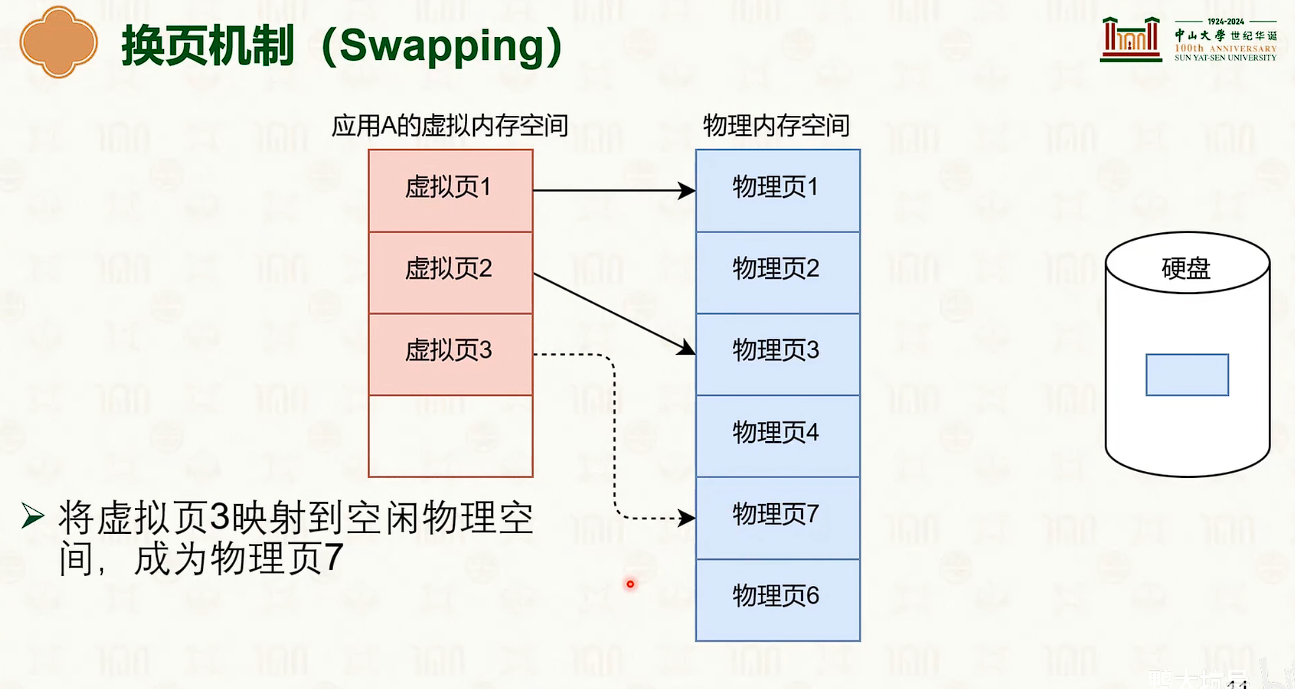 换页机制（Swapping）
1924-2024
中山大学 世纪华诞
100th ANNIVERSARY
SUN YAT-SEN UNIVERSITY
应用A的虚拟内存空间
虚拟页1
虚拟页2
虚拟页3
物理内存空间
物理页1
物理页2
物理页3
物理页4
物理页7
物理页6
硬盘
将虚拟页3映射到空闲物理空
间，成为物理页7